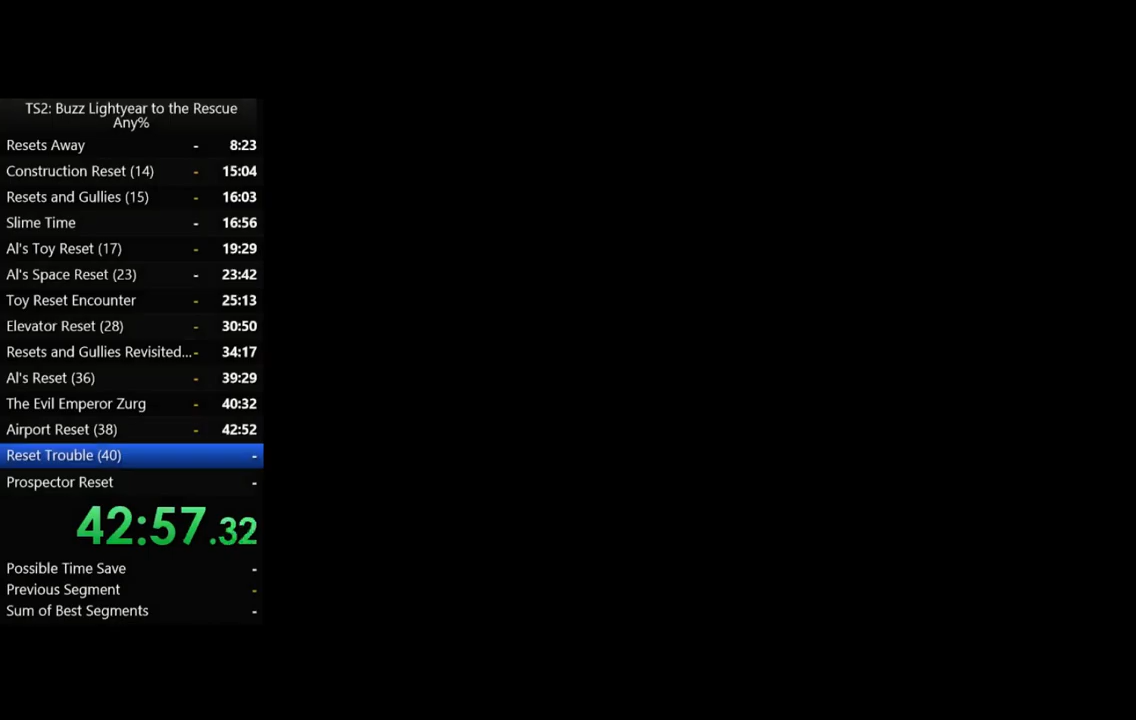 TS2: Buzz Lightyear to the Rescue
Any%
Resets Away - 8:23
Construction Reset (14) - 15:04
Resets and Gullies (15) - 16:03
Slime Time - 16:56
Al's Toy Reset (17) - 19:29
Al's Space Reset (23) - 23:42
Toy Reset Encounter - 25:13
Elevator Reset (28) - 30:50
Resets and Gullies Revisited... - 34:17
Al's Reset (36) - 39:29
The Evil Emperor Zurg - 40:32
Airport Reset (38) - 42:52
Reset Trouble (40) -
Prospector Reset -
42:57.32
Possible Time Save -
Previous Segment -
Sum of Best Segments -